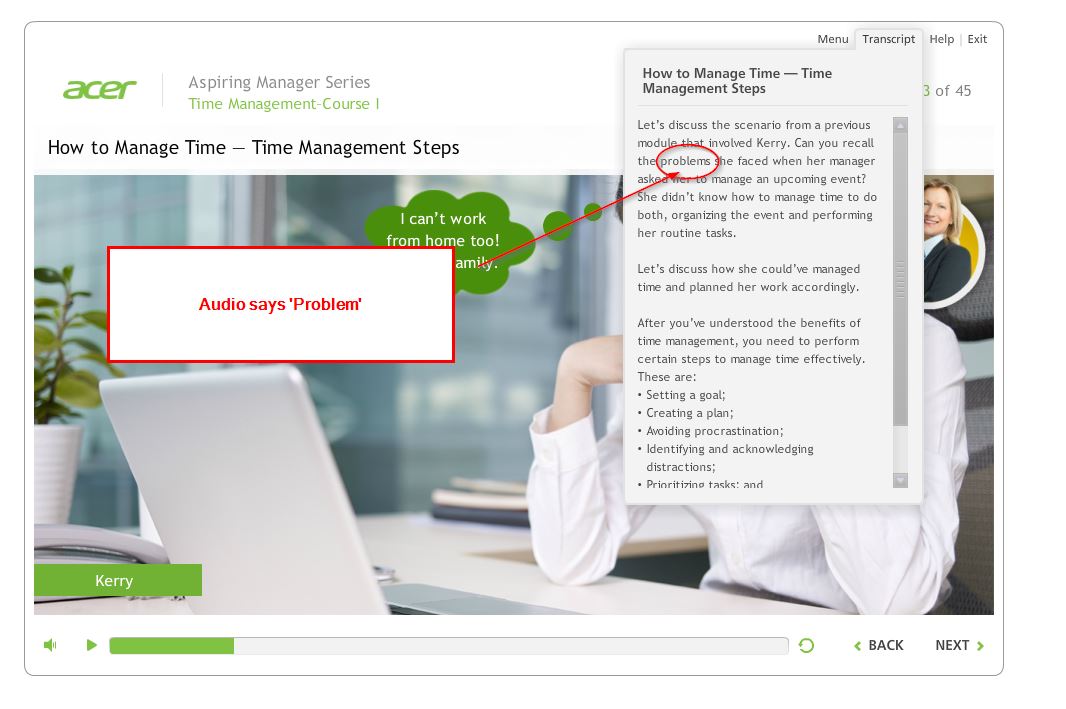 Menu Transcript Help | Exit
acer
Aspiring Manager Series
Time Management-Course I
3 of 45
How to Manage Time — Time Management Steps
How to Manage Time — Time
Management Steps
Let's discuss the scenario from a previous
module that involved Kerry. Can you recall
the problems she faced when her manager
asked her to manage an upcoming event?
She didn't know how to manage time to do
both, organizing the event and performing
her routine tasks.
Let's discuss how she could've managed
time and planned her work accordingly.
After you've understood the benefits of
time management, you need to perform
certain steps to manage time effectively.
These are:
• Setting a goal;
• Creating a plan;
• Avoiding procrastination;
• Identifying and acknowledging
distractions;
• Prioritizing tasks; and
I can't work
from home too!
amily.
Audio says 'Problem'
Kerry
BACK NEXT